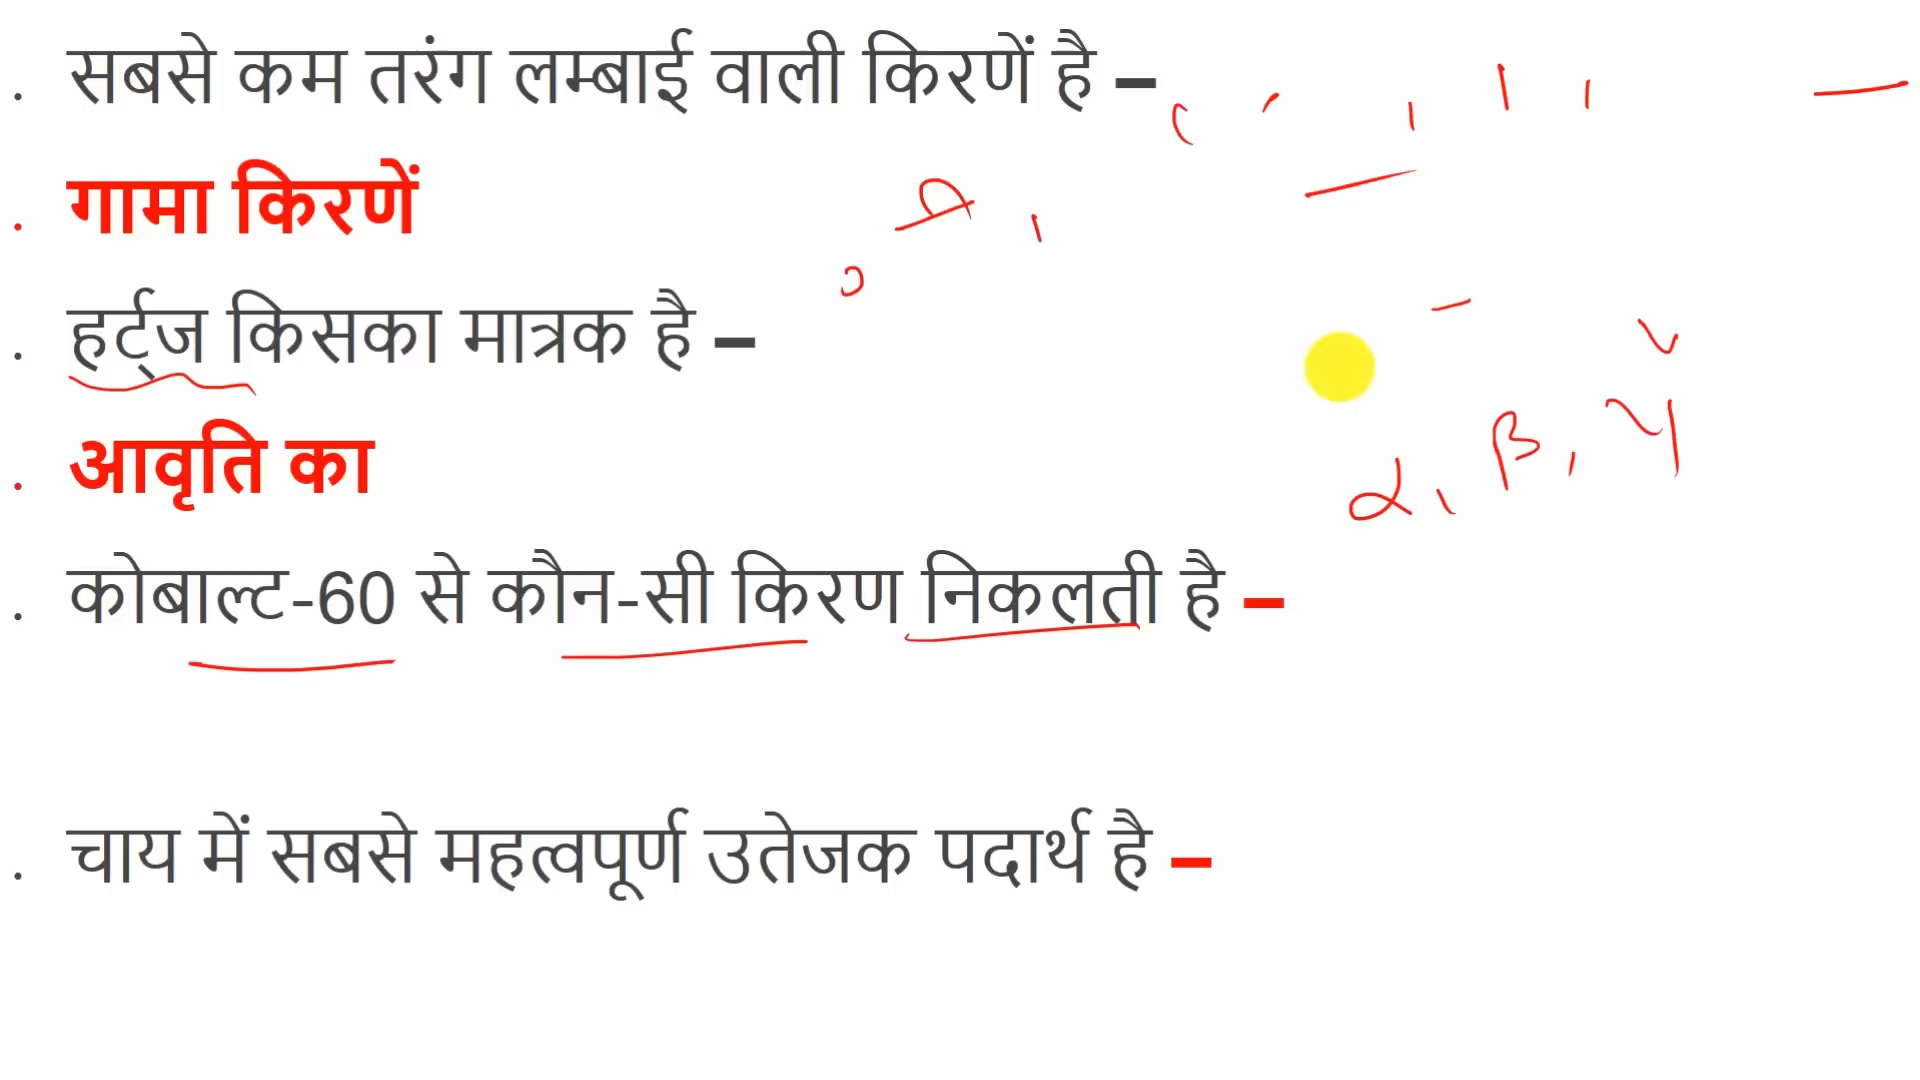 . सबसे कम तरंग लम्बाई वाली किरणें है –
. गामा किरणें
. हर्ट्ज किसका मात्रक है –
. आवृति का
α, β, γ
. कोबाल्ट-60 से कौन-सी किरण निकलती है –
. चाय में सबसे महत्वपूर्ण उतेजक पदार्थ है –